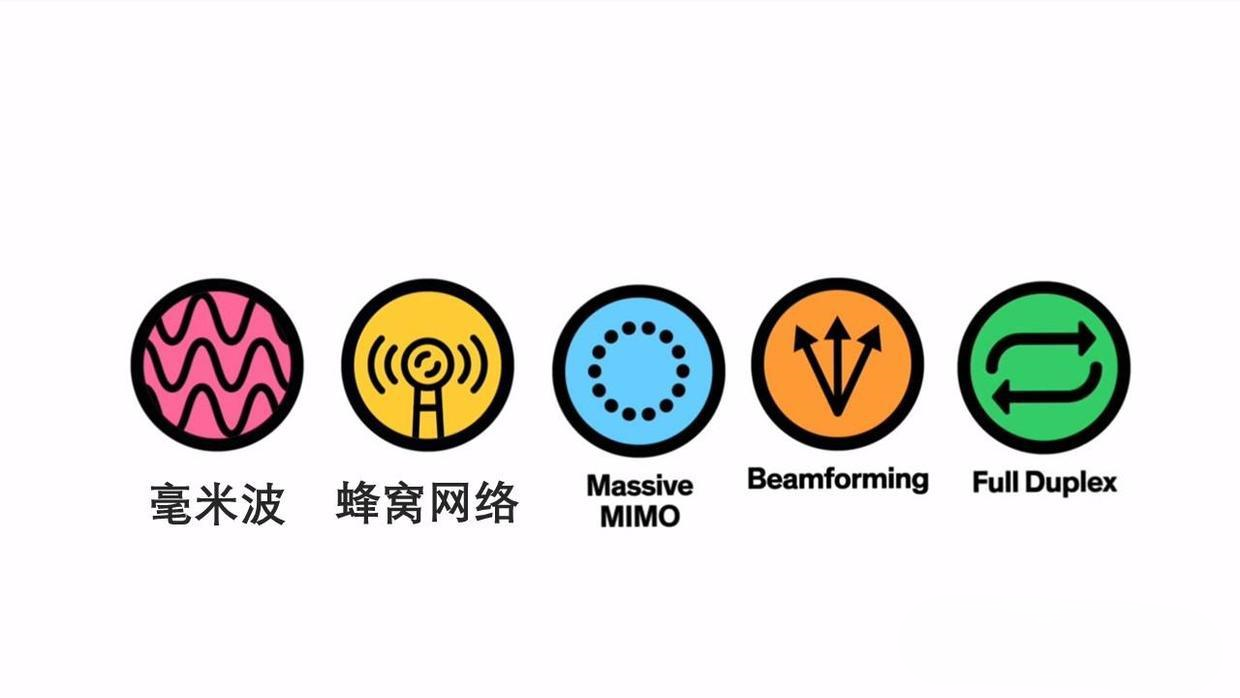 毫米波
蜂窝网络
Massive
MIMO
Beamforming
Full Duplex